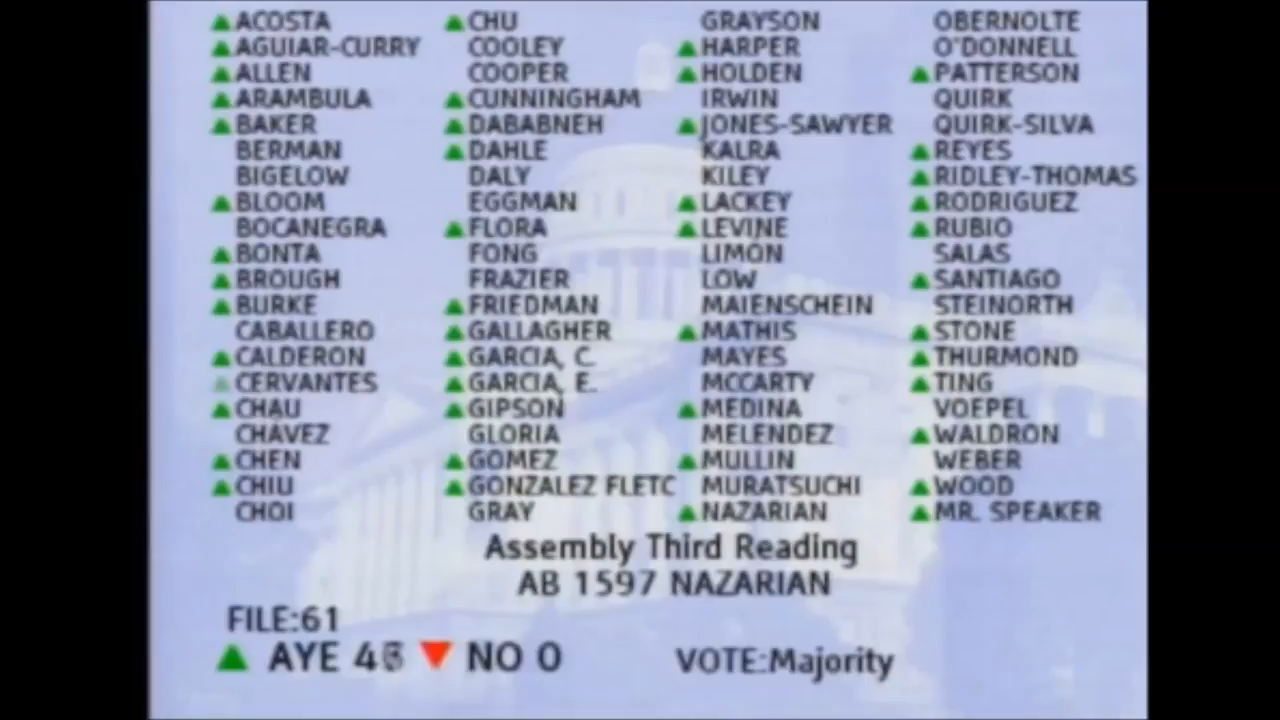 ACOSTA CHU GRAYSON OBERNOLTE
AGUIAR-CURRY COOLEY HARPER O'DONNELL
ALLEN COOPER HOLDEN PATTERSON
ARAMBULA CUNNINGHAM IRWIN QUIRK
BAKER DABABNEH JONES-SAWYER QUIRK-SILVA
BERMAN DAHLE KALRA REYES
BIGELOW DALY KILEY RIDLEY-THOMAS
BLOOM EGGMAN LACKEY RODRIGUEZ
BOCANEGRA FLORA LEVINE RUBIO
BONTA FONG LIMÓN SALAS
BROUGH FRAZIER LOW SANTIAGO
BURKE FRIEDMAN MAIENSCHEIN STEINORTH
CABALLERO GALLAGHER MATHIS STONE
CALDERON GARCIA, C. MAYES THURMOND
CERVANTES GARCIA, E. MCCARTY TING
CHAU GIPSON MEDINA VOEPEL
CHAVEZ GLORIA MELENDEZ WALDRON
CHEN GOMEZ MULLIN WEBER
CHIU GONZALEZ FLETC MURATSUCHI WOOD
CHOI GRAY NAZARIAN MR. SPEAKER
Assembly Third Reading
AB 1597 NAZARIAN
FILE:61
AYE NO 0 VOTE:Majority